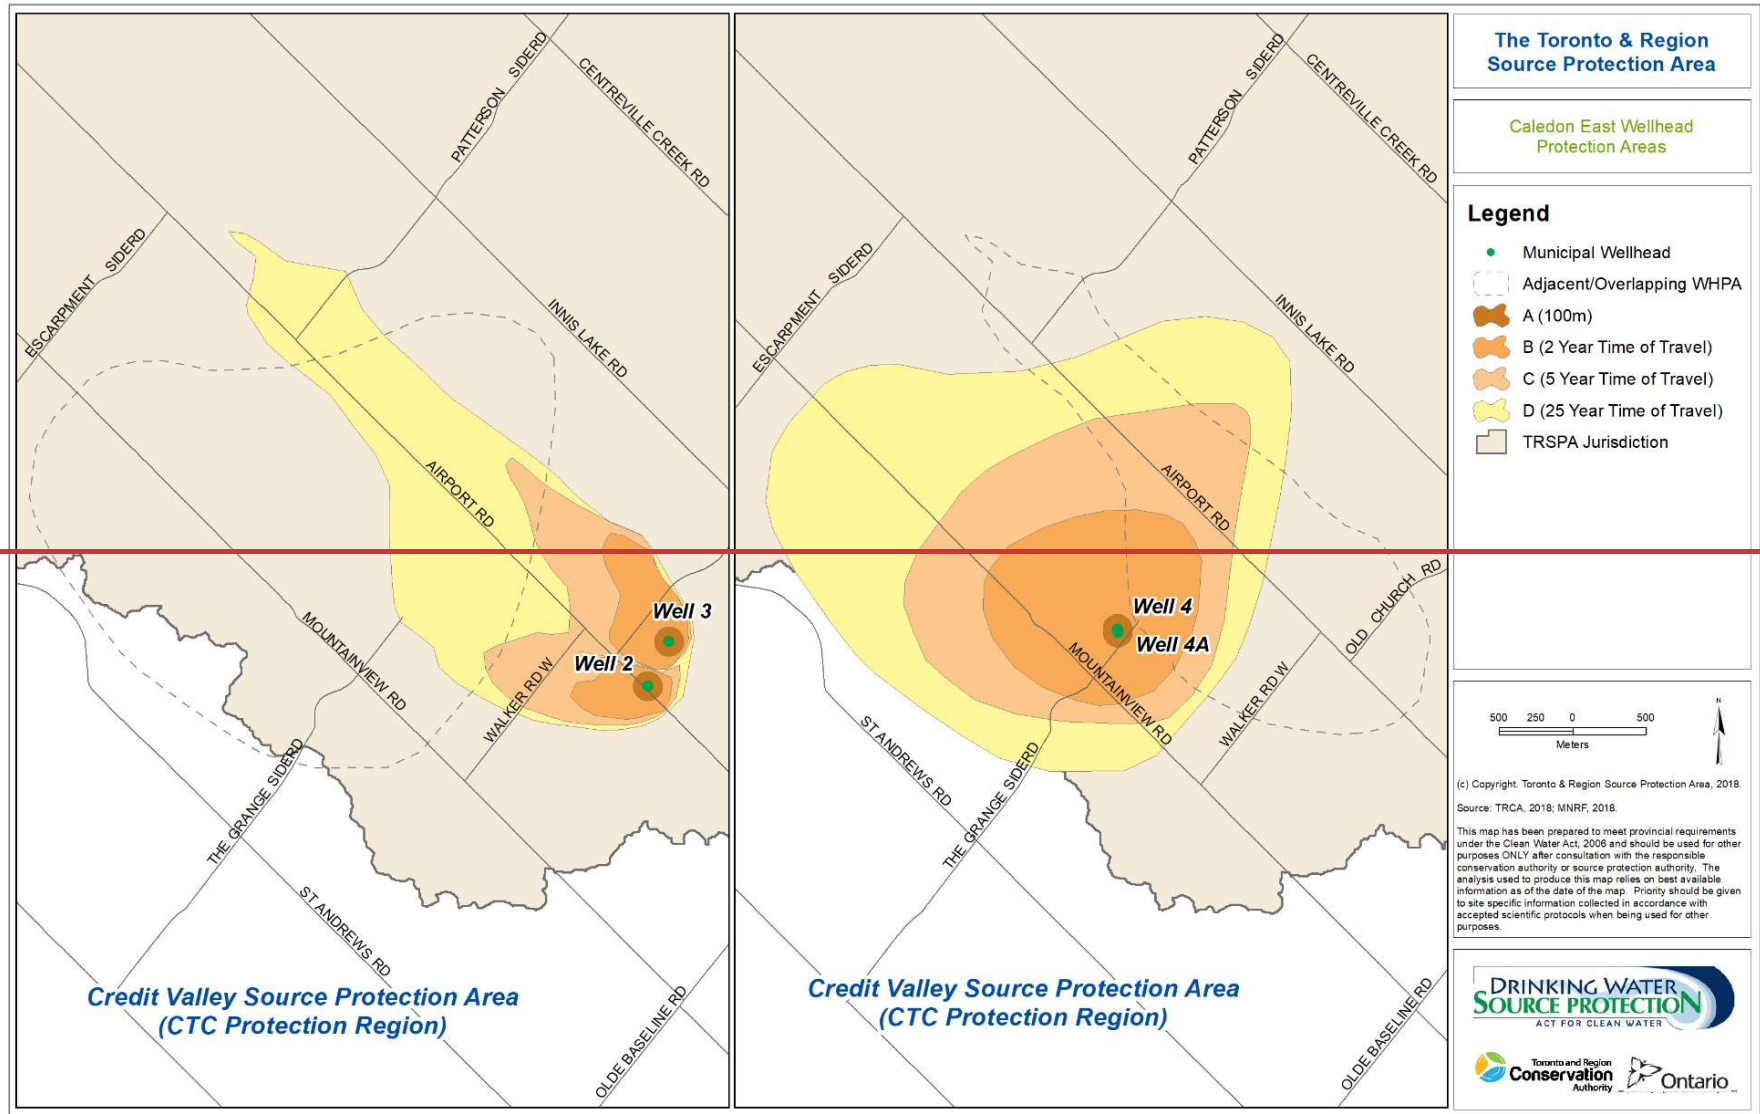 PATTERSON SIDERD
CENTREVILLE CREEK RD
ESCARPMENT SIDERD
INNIS LAKE RD
AIRPORT RD
Well 3
Well 2
MOUNTAINVIEW RD
WALKER RD W
THE GRANGE SIDERD
ST ANDREWS RD
Credit Valley Source Protection Area
(CTC Protection Region)
OLDE BASELINE RD
PATTERSON SIDERD
CENTREVILLE CREEK RD
ESCARPMENT SIDERD
INNIS LAKE RD
AIRPORT RD
OLD CHURCH RD
Well 4
Well 4A
MOUNTAINVIEW RD
WALKER RD W
ST ANDREWS RD
THE GRANGE SIDERD
Credit Valley Source Protection Area
(CTC Protection Region)
OLDE BASELINE RD
The Toronto & Region
Source Protection Area
Caledon East Wellhead
Protection Areas
Legend
Municipal Wellhead
Adjacent/Overlapping WHPA
A (100m)
B (2 Year Time of Travel)
C (5 Year Time of Travel)
D (25 Year Time of Travel)
TRSPA Jurisdiction
500 250 0 500
Meters
N
(c) Copyright. Toronto & Region Source Protection Area, 2018.
Source: TRCA, 2018; MNRF, 2018.
This map has been prepared to meet provincial requirements
under the Clean Water Act, 2006 and should be used for other
purposes ONLY after consultation with the responsible
conservation authority or source protection authority. The
analysis used to produce this map relies on best available
information as of the date of the map. Priority should be given
to site specific information collected in accordance with
accepted scientific protocols when being used for other
purposes.
DRINKING WATER
SOURCE PROTECTION
ACT FOR CLEAN WATER
Toronto and Region
Conservation
Authority
Ontario